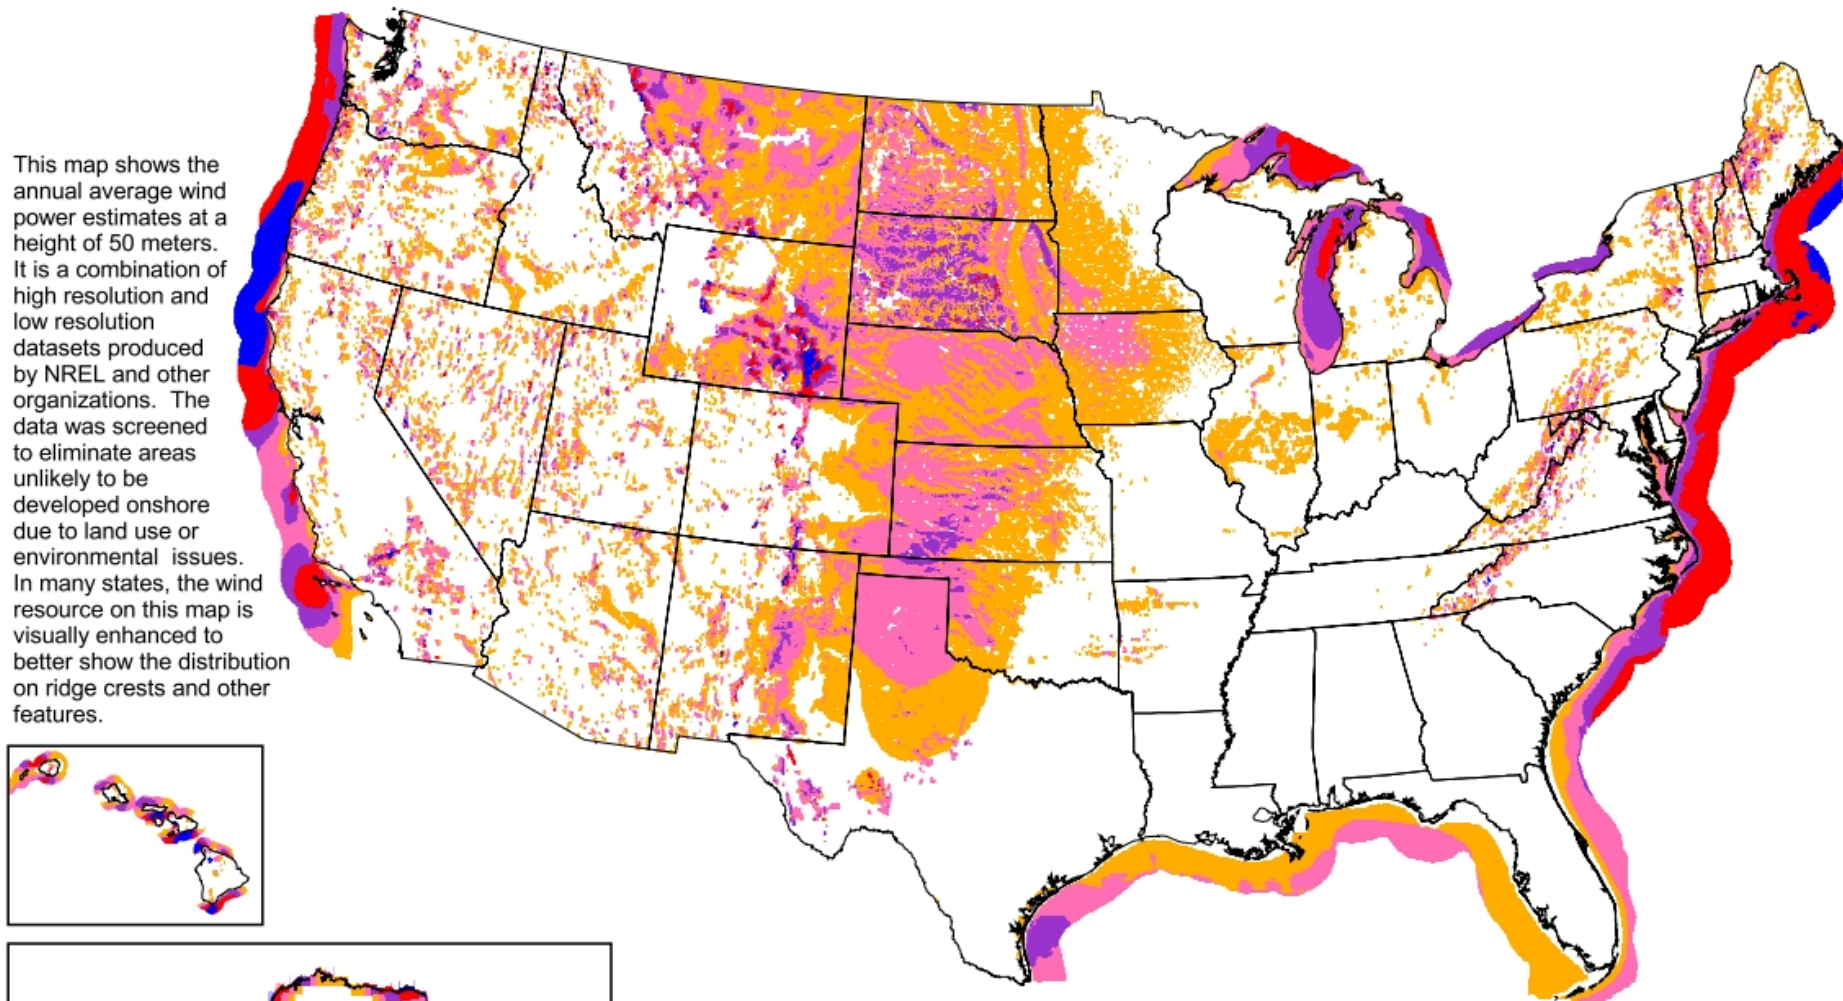 This map shows the
annual average wind
power estimates at a
height of 50 meters.
It is a combination of
high resolution and
low resolution
datasets produced
by NREL and other
organizations. The
data was screened
to eliminate areas
unlikely to be
developed onshore
due to land use or
environmental issues.
In many states, the wind
resource on this map is
visually enhanced to
better show the distribution
on ridge crests and other
features.